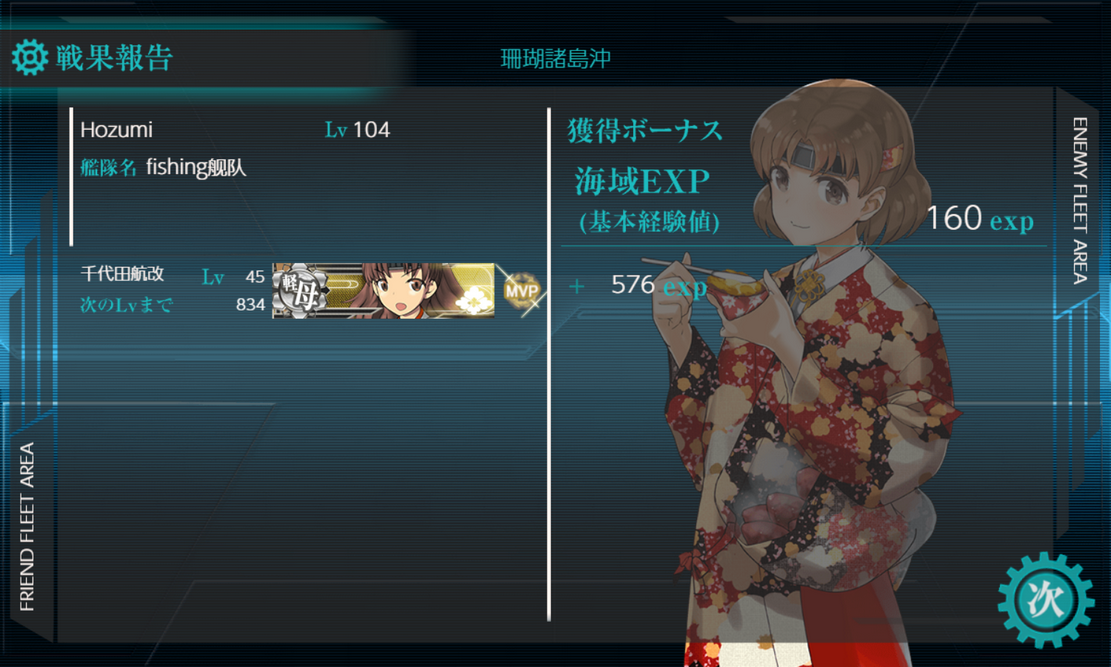 戦果報告
珊瑚諸島沖
Hozumi Lv 104
艦隊名 fishing舰队
千代田航改 Lv 45
次のLvまで 834
軽母
MVP
獲得ボーナス
海域EXP
(基本経験値)
160 exp
+ 576 exp
FRIEND FLEET AREA
ENEMY FLEET AREA
次